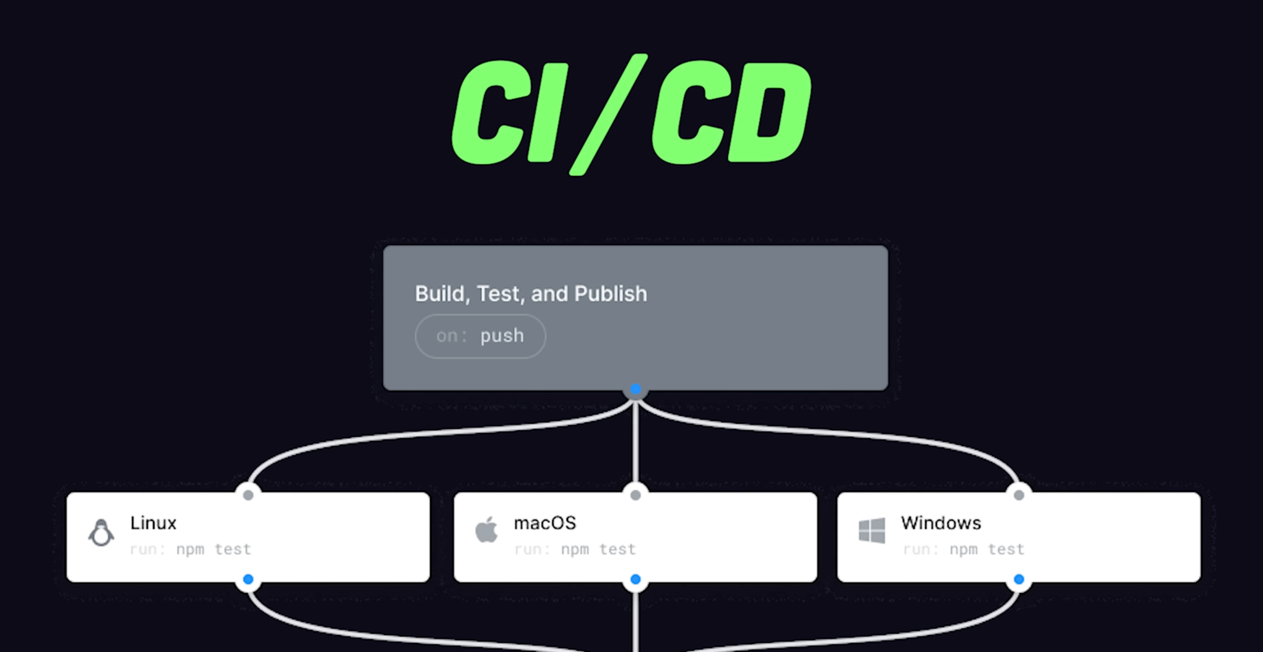 CI/CD
Build, Test, and Publish
on: push
Linux
run: npm test
macOS
run: npm test
Windows
run: npm test